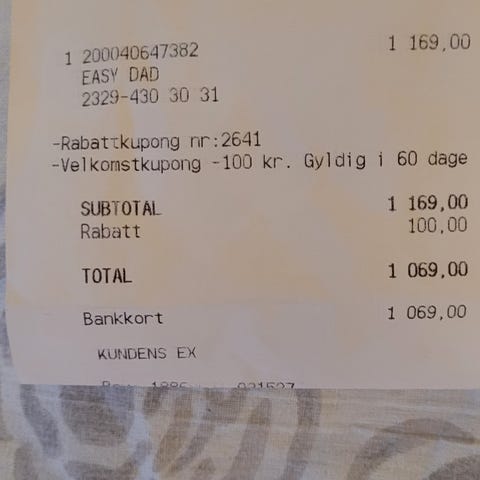 1 200040647382 1 169,00
EASY DAD
2329-430 30 31
-Rabattkupong nr:2641
-Velkomstkupong -100 kr. Gyldig i 60 dage
SUBTOTAL 1 169,00
Rabatt 100,00
TOTAL 1 069,00
Bankkort 1 069,00
KUNDENS EX